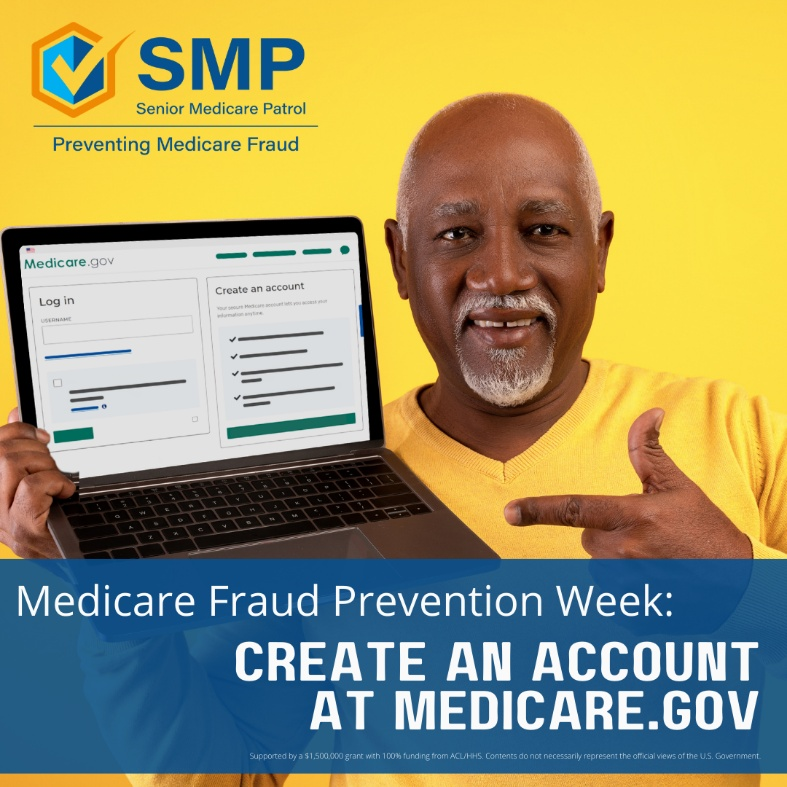 SMP
Senior Medicare Patrol
Preventing Medicare Fraud
Medicare.gov
Log in
USERNAME
Create an account
Your secure Medicare account lets you access your
information anytime.
Medicare Fraud Prevention Week:
CREATE AN ACCOUNT
AT MEDICARE.GOV
Supported by a $1,500,000 grant with 100% funding from ACL/HHS. Contents do not necessarily represent the official views of the U.S. Government.